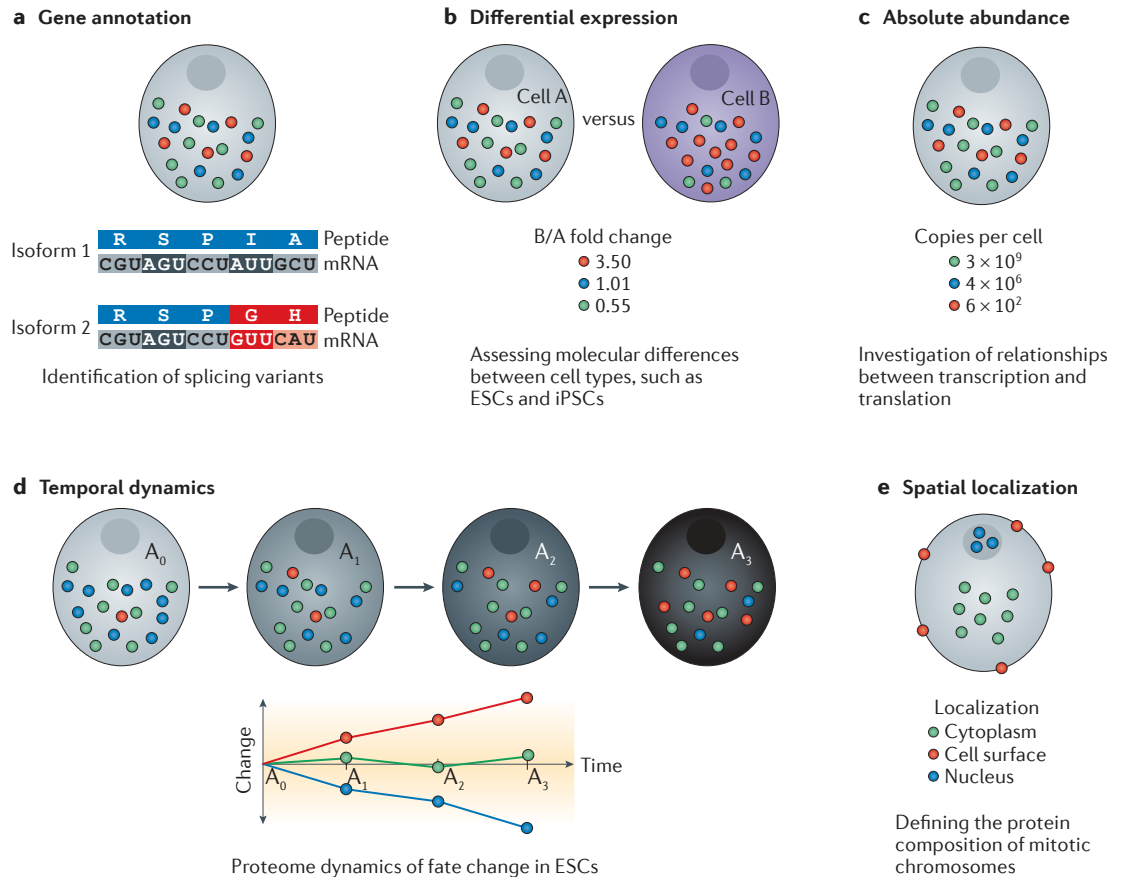 a Gene annotation
Isoform 1
R S P I A Peptide
CGUAGUCCUAUUGCU mRNA
Isoform 2
R S P G H Peptide
CGUAGUCCUGUUCAU mRNA
Identification of splicing variants
b Differential expression
Cell A
versus
Cell B
B/A fold change
3.50
1.01
0.55
Assessing molecular differences
between cell types, such as
ESCs and iPSCs
c Absolute abundance
Copies per cell
3 × 10⁹
4 × 10⁶
6 × 10²
Investigation of relationships
between transcription and
translation
d Temporal dynamics
A₀
A₁
A₂
A₃
Change
A₀
A₁
A₂
A₃
Time
Proteome dynamics of fate change in ESCs
e Spatial localization
Localization
Cytoplasm
Cell surface
Nucleus
Defining the protein
composition of mitotic
chromosomes